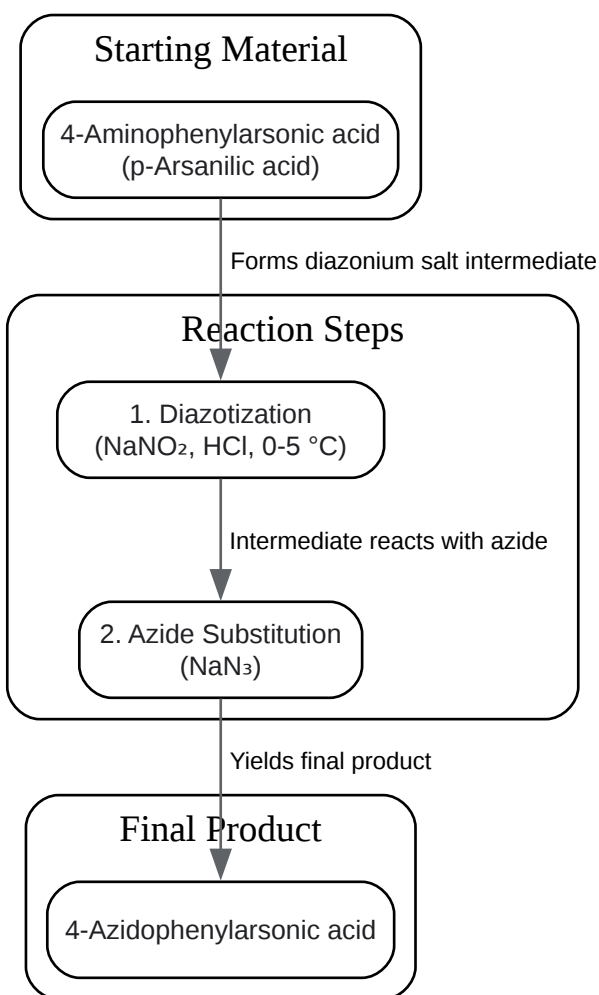 Starting Material
4-Aminophenylarsonic acid
(p-Arsanilic acid)
Forms diazonium salt intermediate
Reaction Steps
1. Diazotization
(NaNO₂, HCl, 0-5 °C)
Intermediate reacts with azide
2. Azide Substitution
(NaN₃)
Yields final product
Final Product
4-Azidophenylarsonic acid